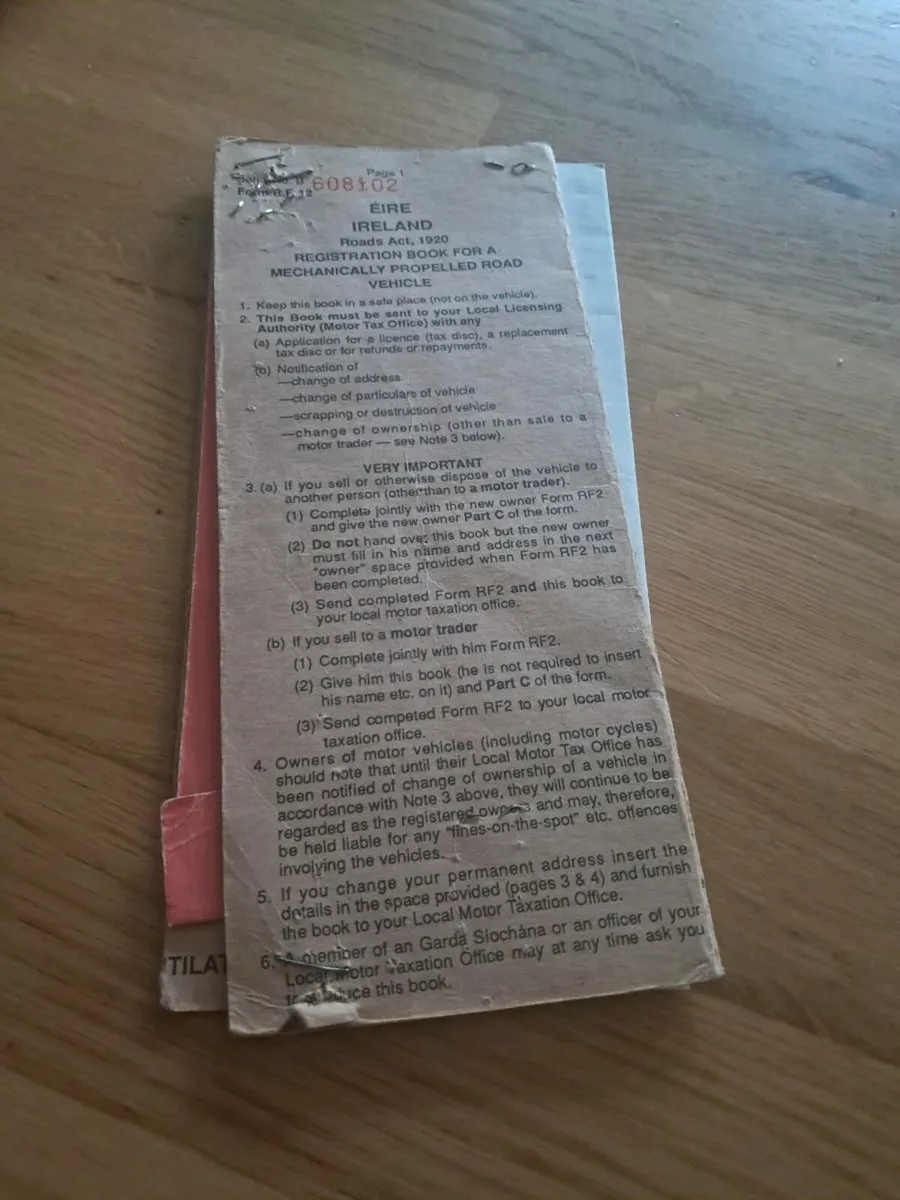 Page 1
608102
ÉIRE
IRELAND
Roads Act, 1920
REGISTRATION BOOK FOR A
MECHANICALLY PROPELLED ROAD
VEHICLE
1. Keep this book in a safe place (not on the vehicle).
2. This Book must be sent to your Local Licensing
Authority (Motor Tax Office) with any
(a) Application for a licence (tax disc), a replacement
tax disc or for refunds or repayments.
(b) Notification of
—change of address
—change of particulars of vehicle
—scrapping or destruction of vehicle
—change of ownership (other than sale to a
motor trader — see Note 3 below).
VERY IMPORTANT
3. (a) If you sell or otherwise dispose of the vehicle to
another person (other than to a motor trader).
(1) Complete jointly with the new owner Form RF2
and give the new owner Part C of the form.
(2) Do not hand over this book but the new owner
must fill in his name and address in the next
"owner" space provided when Form RF2 has
been completed.
(3) Send completed Form RF2 and this book to
your local motor taxation office.
(b) If you sell to a motor trader
(1) Complete jointly with him Form RF2.
(2) Give him this book (he is not required to insert
his name etc. on it) and Part C of the form.
(3) Send competed Form RF2 to your local motor
taxation office.
4. Owners of motor vehicles (including motor cycles)
should note that until their Local Motor Tax Office has
been notified of change of ownership of a vehicle in
accordance with Note 3 above, they will continue to be
regarded as the registered owners and may, therefore,
be held liable for any "fines-on-the-spot" etc. offences
involving the vehicles.
5. If you change your permanent address insert the
details in the space provided (pages 3 & 4) and furnish
the book to your Local Motor Taxation Office.
6. A member of an Garda Síochána or an officer of your
Local Motor Taxation Office may at any time ask you
this book.
TILAT